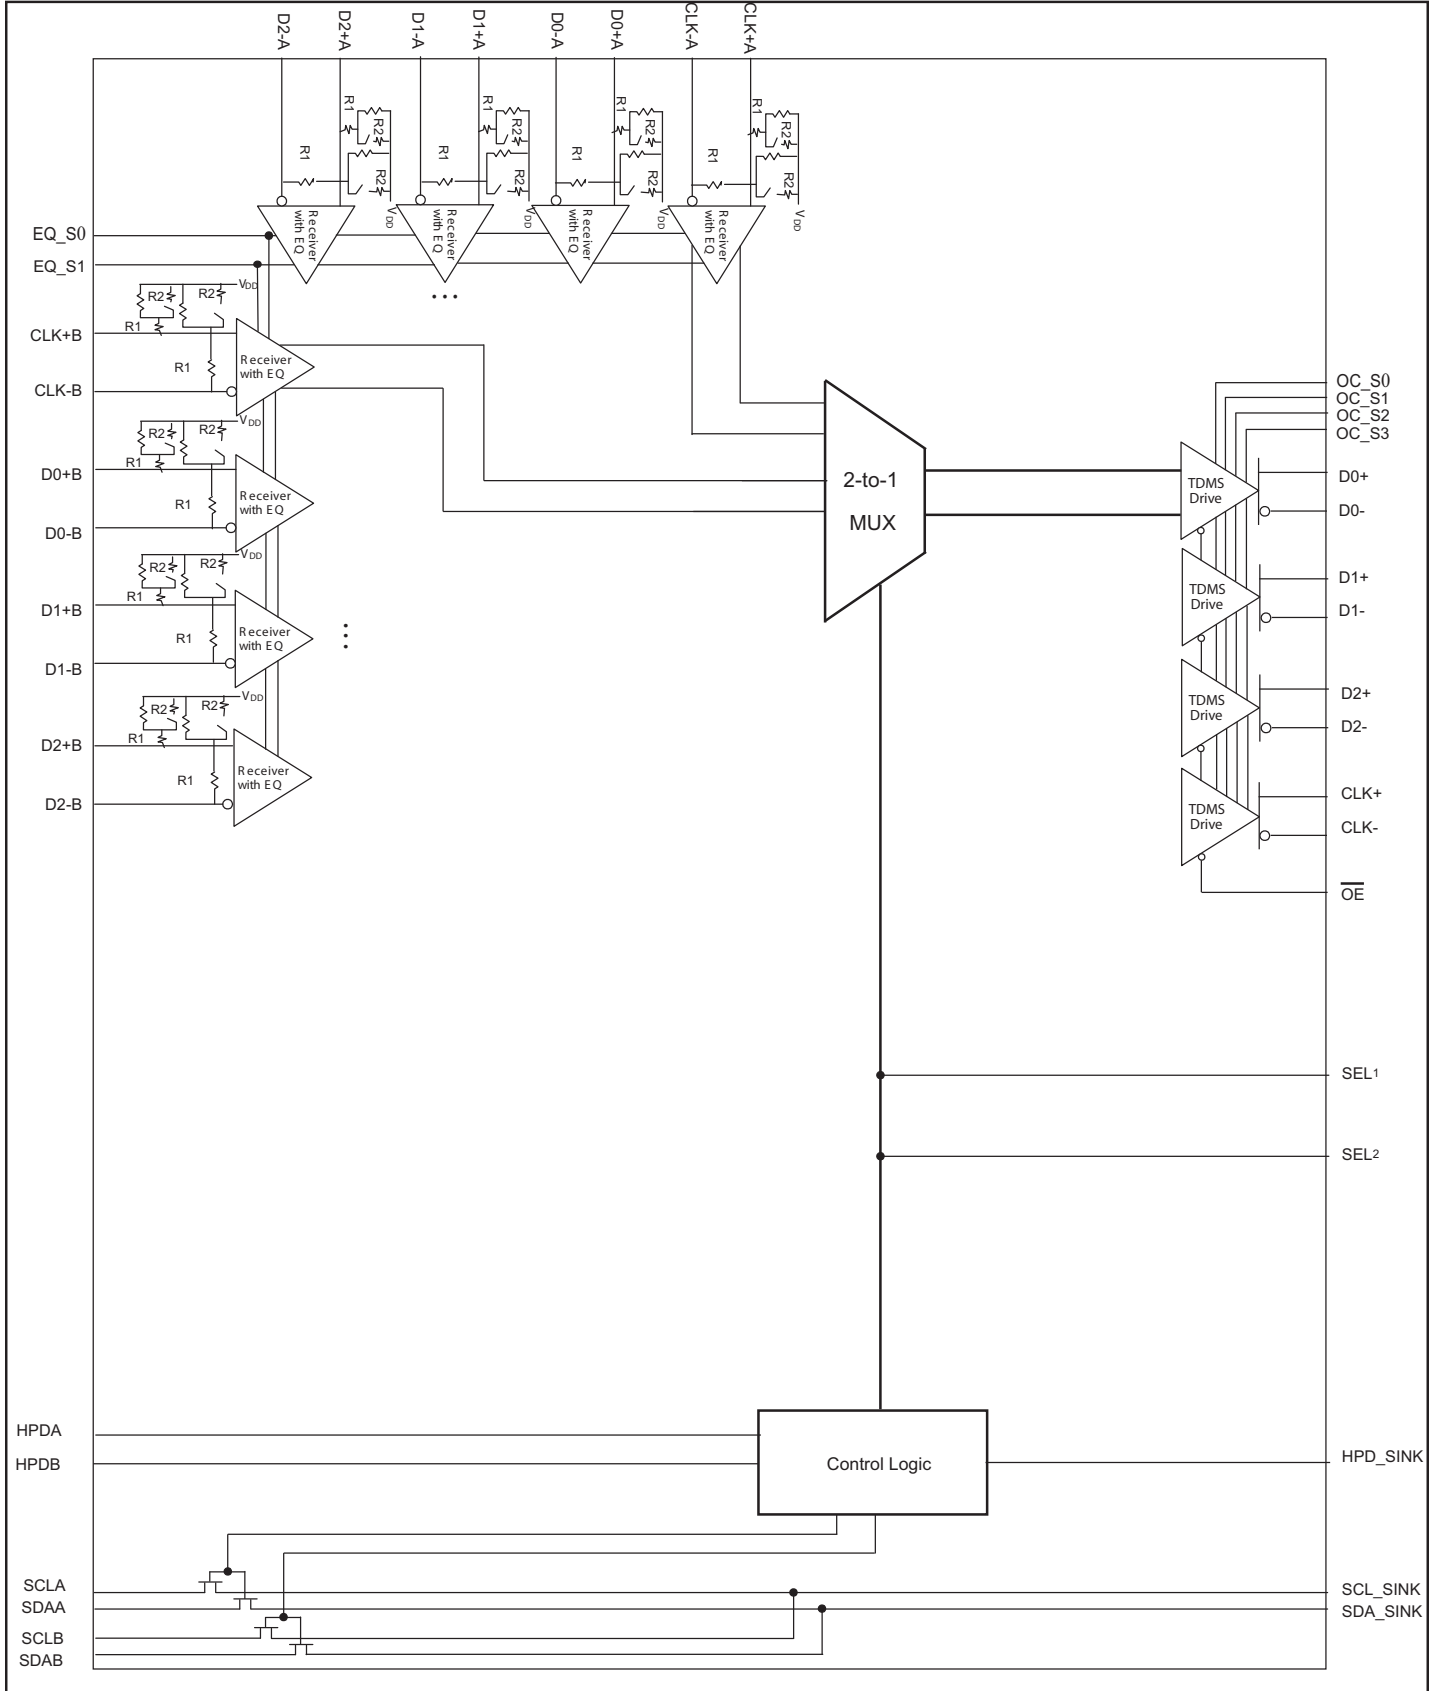 D2-A
D2+A
D1-A
D1+A
D0-A
D0+A
CLK-A
CLK+A
R1
R2
R1
R2
VDD
R1
R2
R1
R2
VDD
R1
R2
R1
R2
VDD
R1
R2
R1
R2
VDD
Receiver
with EQ
Receiver
with EQ
Receiver
with EQ
Receiver
with EQ
EQ_S0
EQ_S1
...
R2
R2
VDD
R1
CLK+B
R1
CLK-B
Receiver
with EQ
R2
R2
VDD
R1
D0+B
R1
D0-B
Receiver
with EQ
R2
R2
VDD
R1
D1+B
R1
D1-B
Receiver
with EQ
...
R2
R2
VDD
R1
D2+B
R1
D2-B
Receiver
with EQ
2-to-1
MUX
OC_S0
OC_S1
OC_S2
OC_S3
TDMS
Drive
D0+
D0-
TDMS
Drive
D1+
D1-
TDMS
Drive
D2+
D2-
TDMS
Drive
CLK+
CLK-
OE
SEL1
SEL2
HPDA
HPDB
Control Logic
HPD_SINK
SCLA
SDAA
SCLB
SDAB
SCL_SINK
SDA_SINK